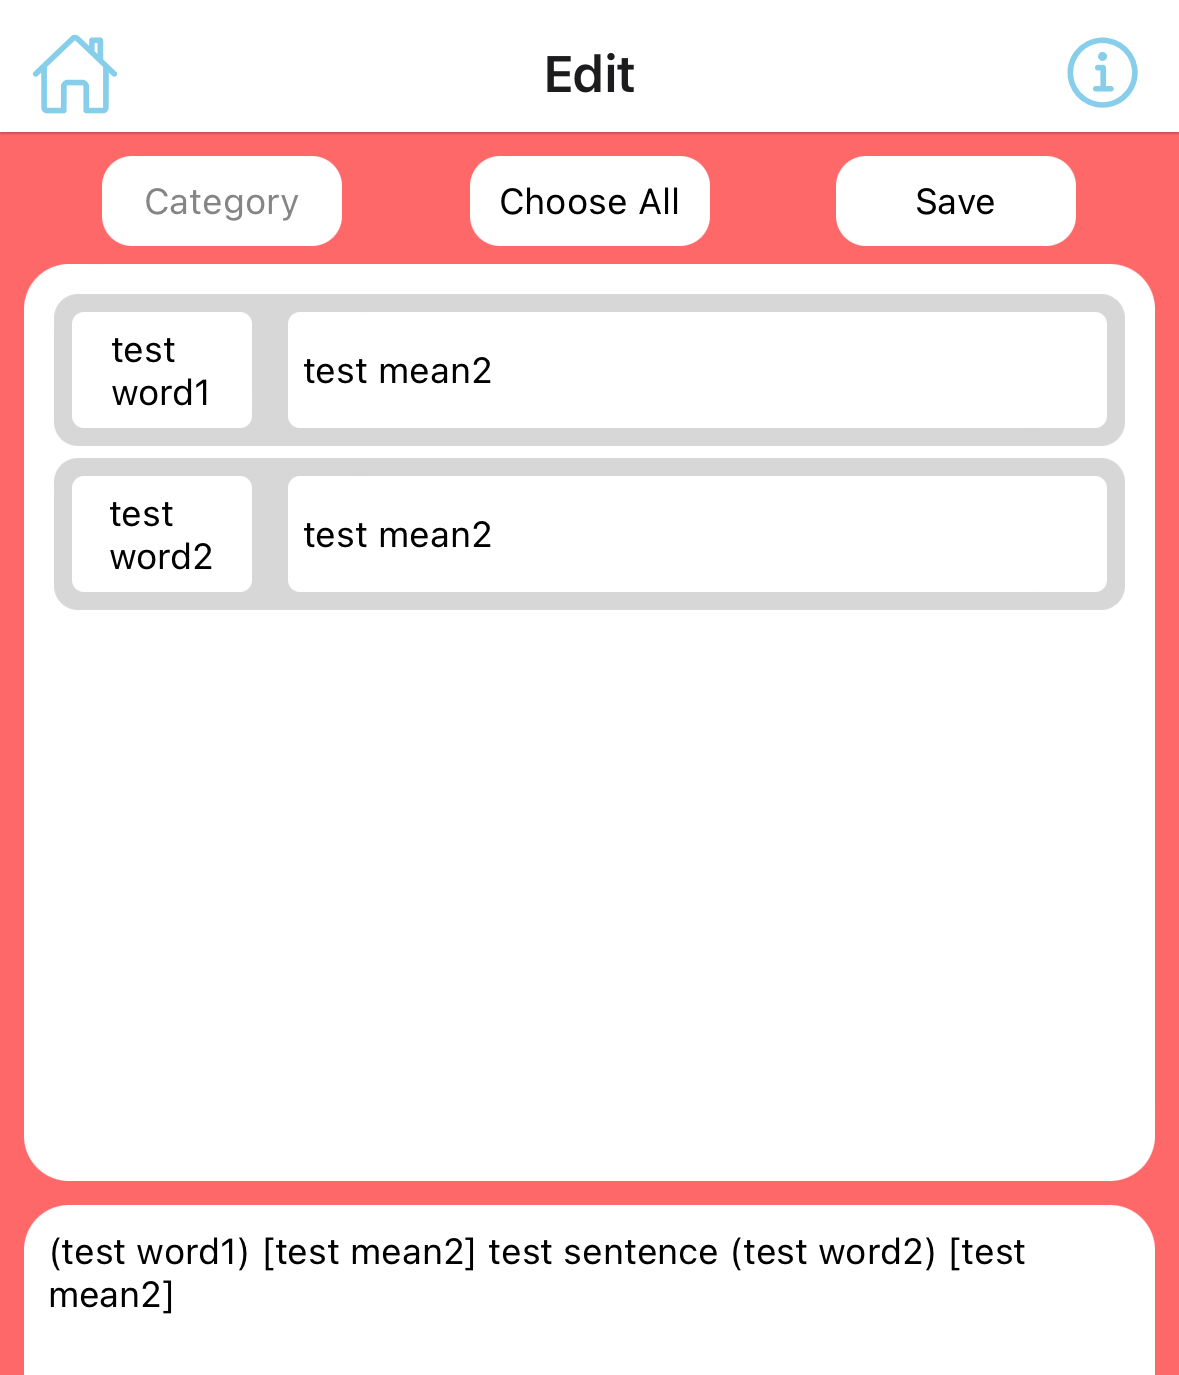 Edit
Category
Choose All
Save
test
word1
test mean2
test
word2
test mean2
(test word1) [test mean2] test sentence (test word2) [test
mean2]